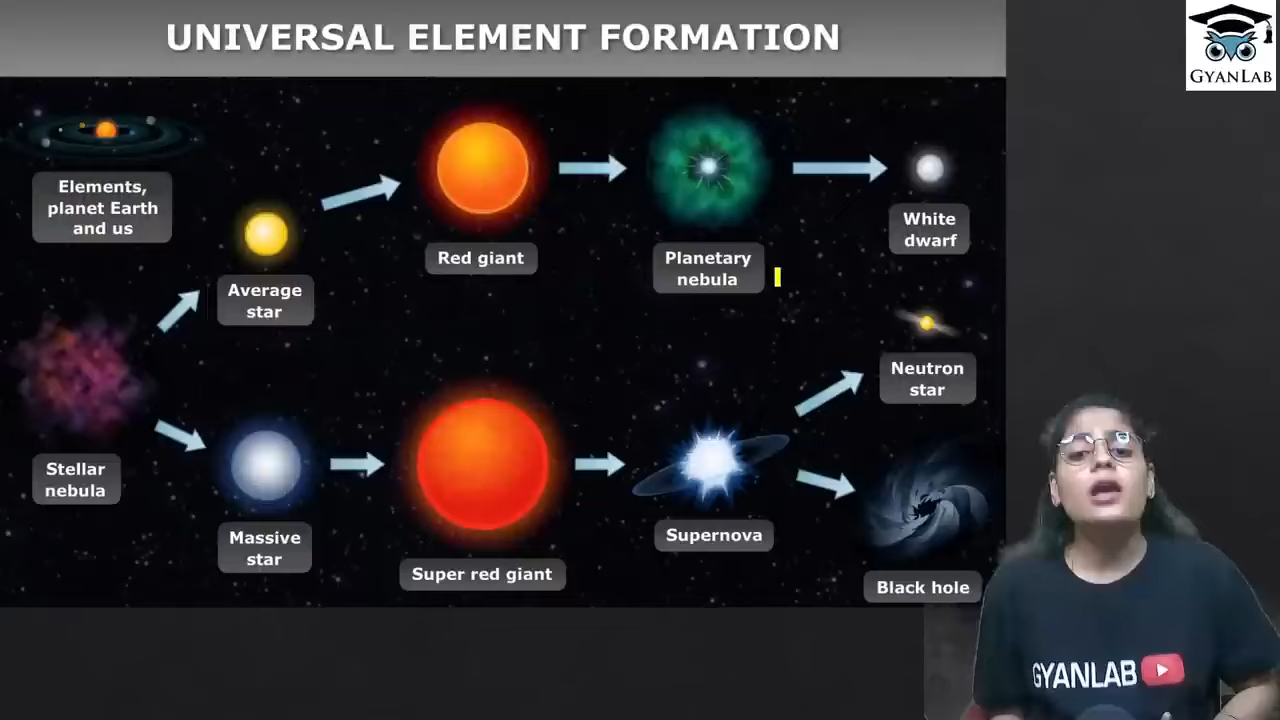 UNIVERSAL ELEMENT FORMATION
GYANLAB
Elements,
planet Earth
and us
Average
star
Red giant
Planetary
nebula
White
dwarf
Neutron
star
Stellar
nebula
Massive
star
Super red giant
Supernova
Black hole
GYANLAB